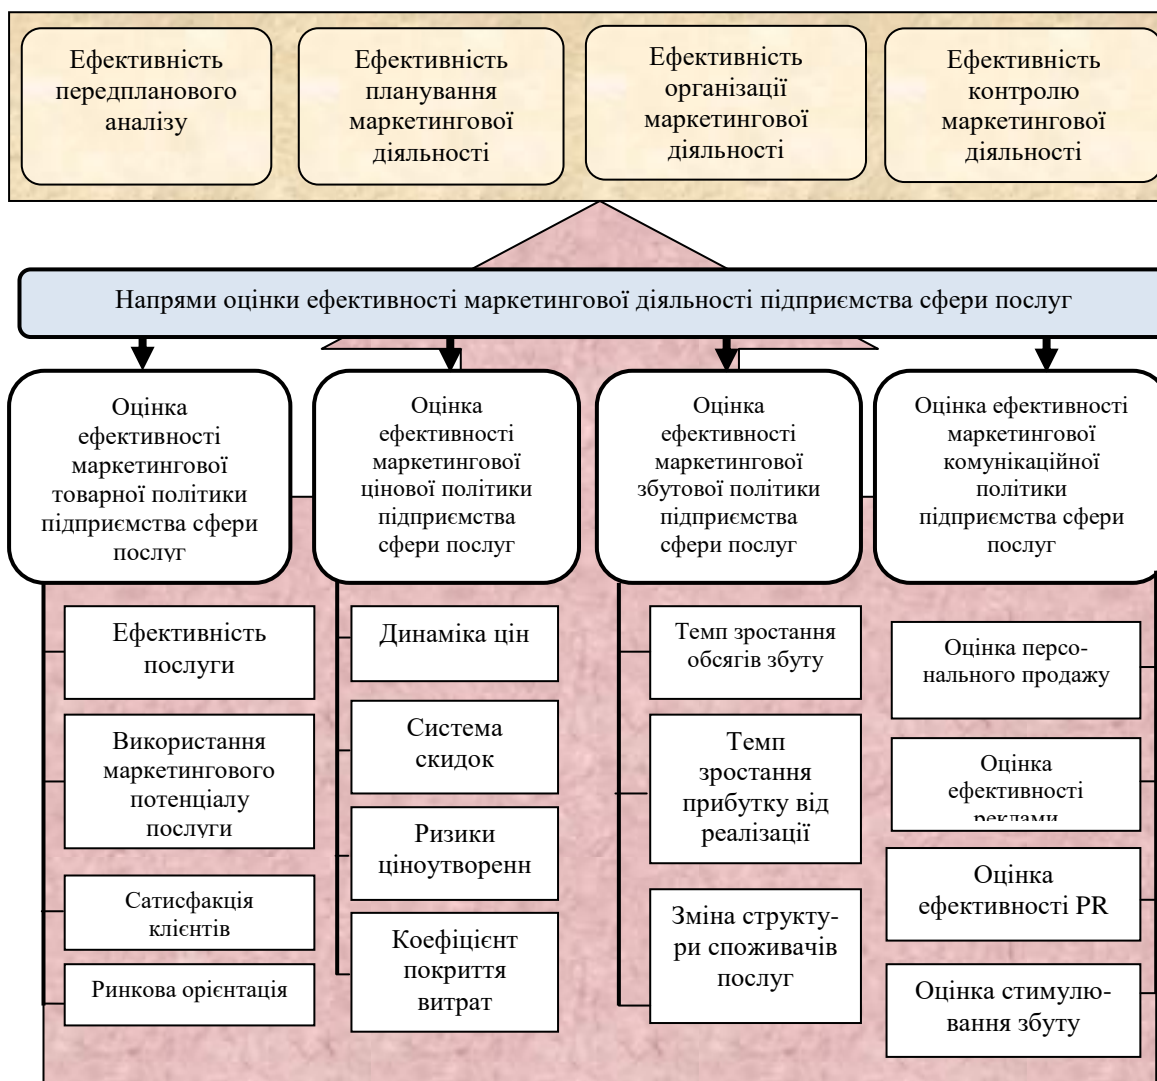 Ефективність
передпланового
аналізу
Ефективність
планування
маркетингової
діяльності
Ефективність
організації
маркетингової
діяльності
Ефективність
контролю
маркетингової
діяльності
Напрями оцінки ефективності маркетингової діяльності підприємства сфери послуг
Оцінка
ефективності
маркетингової
товарної політики
підприємства сфери
послуг
Оцінка
ефективності
маркетингової
цінової політики
підприємства
сфери послуг
Оцінка
ефективності
маркетингової
збутової політики
підприємства
сфери послуг
Оцінка ефективності
маркетингової
комунікаційної
політики
підприємства сфери
послуг
Ефективність
послуги
Використання
маркетингового
потенціалу
послуги
Сатисфакція
клієнтів
Ринкова орієнтація
Динаміка цін
Система
скидок
Ризики
ціноутворенн
Коефіцієнт
покриття
витрат
Темп зростання
обсягів збуту
Темп
зростання
прибутку від
реалізації
Зміна структу-
ри споживачів
послуг
Оцінка персо-
нального продажу
Оцінка
ефективності
реклами
Оцінка
ефективності PR
Оцінка стимулю-
вання збуту